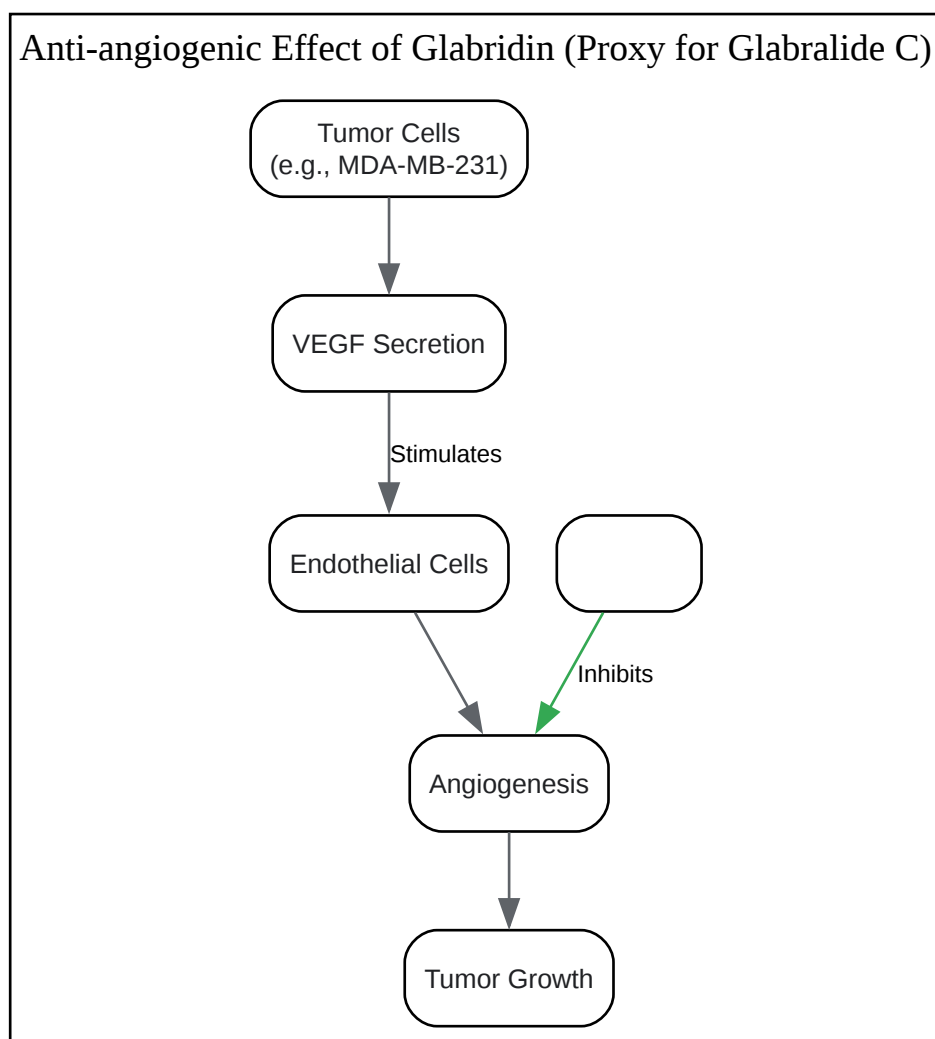 Anti-angiogenic Effect of Glabridin (Proxy for Glabralide C)
Tumor Cells
(e.g., MDA-MB-231)
VEGF Secretion
Stimulates
Endothelial Cells
Inhibits
Angiogenesis
Tumor Growth